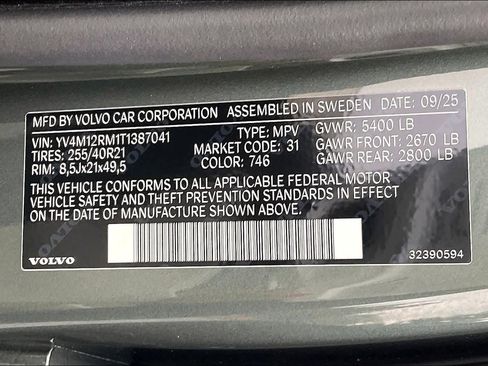 MFD BY VOLVO CAR CORPORATION ASSEMBLED IN SWEDEN DATE: 09/25
VIN: YV4M12RM1T1387041 TYPE: MPV GVWR: 5400 LB
TIRES: 255/40R21 MARKET CODE: 31 GAWR FRONT: 2670 LB
RIM: 8,5Jx21x49,5 COLOR: 746 GAWR REAR: 2800 LB
THIS VEHICLE CONFORMS TO ALL APPLICABLE FEDERAL MOTOR
VEHICLE SAFETY AND THEFT PREVENTION STANDARDS IN EFFECT
ON THE DATE OF MANUFACTURE SHOWN ABOVE.
VOLVO 32390594